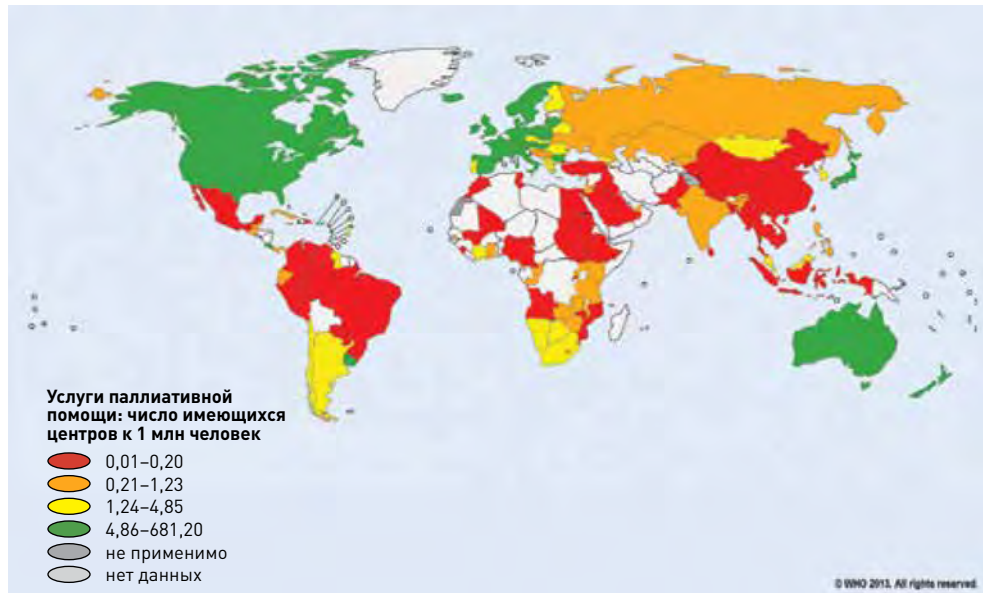 Услуги паллиативной
помощи: число имеющихся
центров к 1 млн человек
0,01–0,20
0,21–1,23
1,24–4,85
4,86–681,20
не применимо
нет данных
© WHO 2013. All rights reserved.